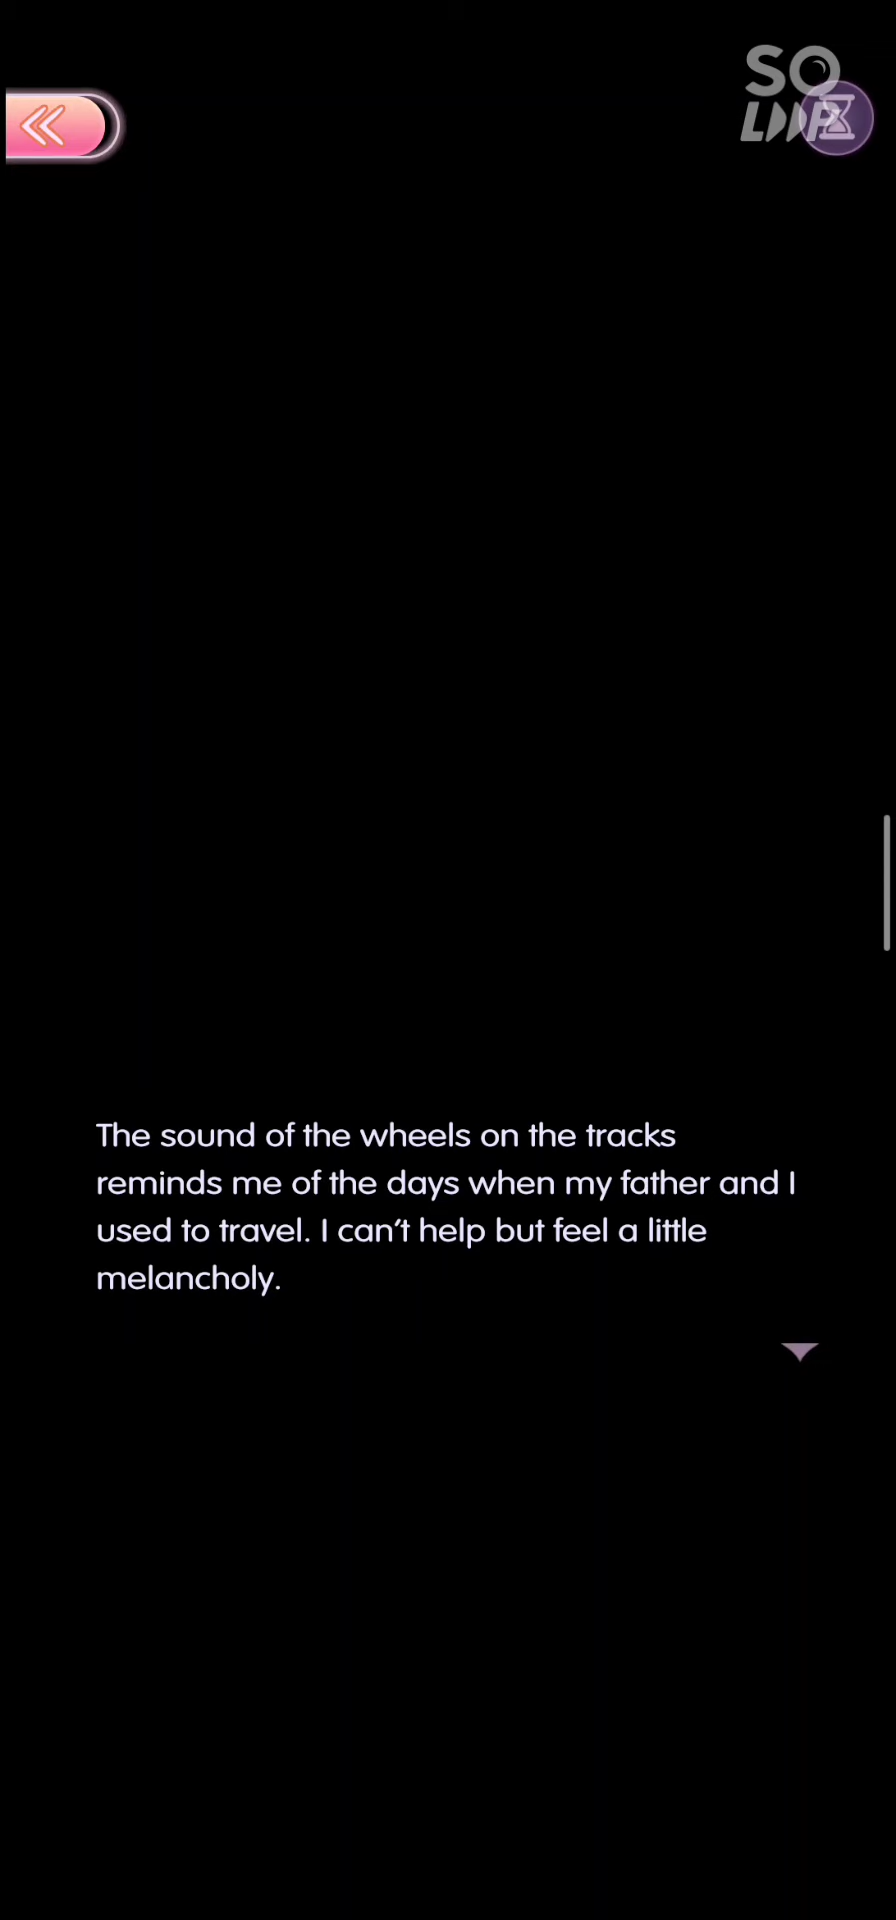 SO
LOOP
The sound of the wheels on the tracks
reminds me of the days when my father and I
used to travel. I can't help but feel a little
melancholy.